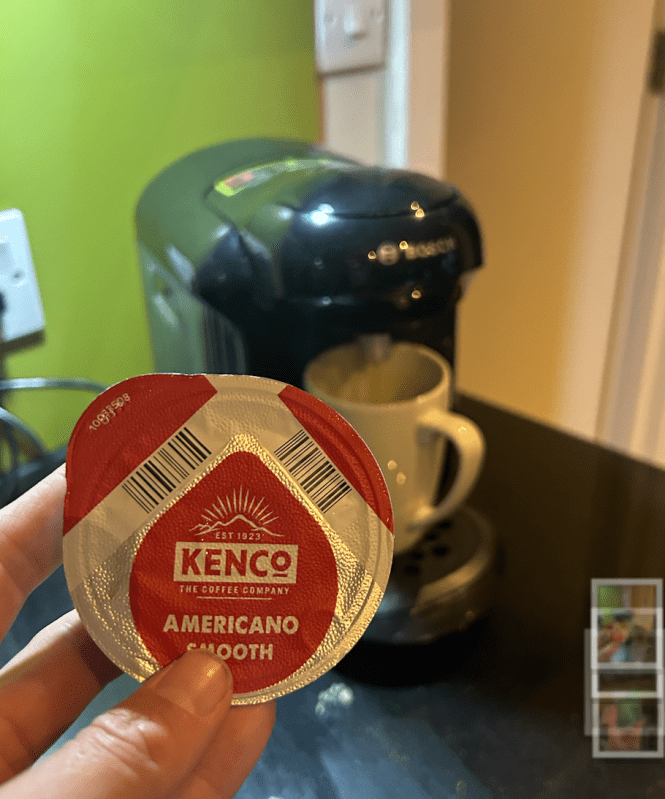 BOSCH
EST 1923
KENCO
THE COFFEE COMPANY
AMERICANO
SMOOTH